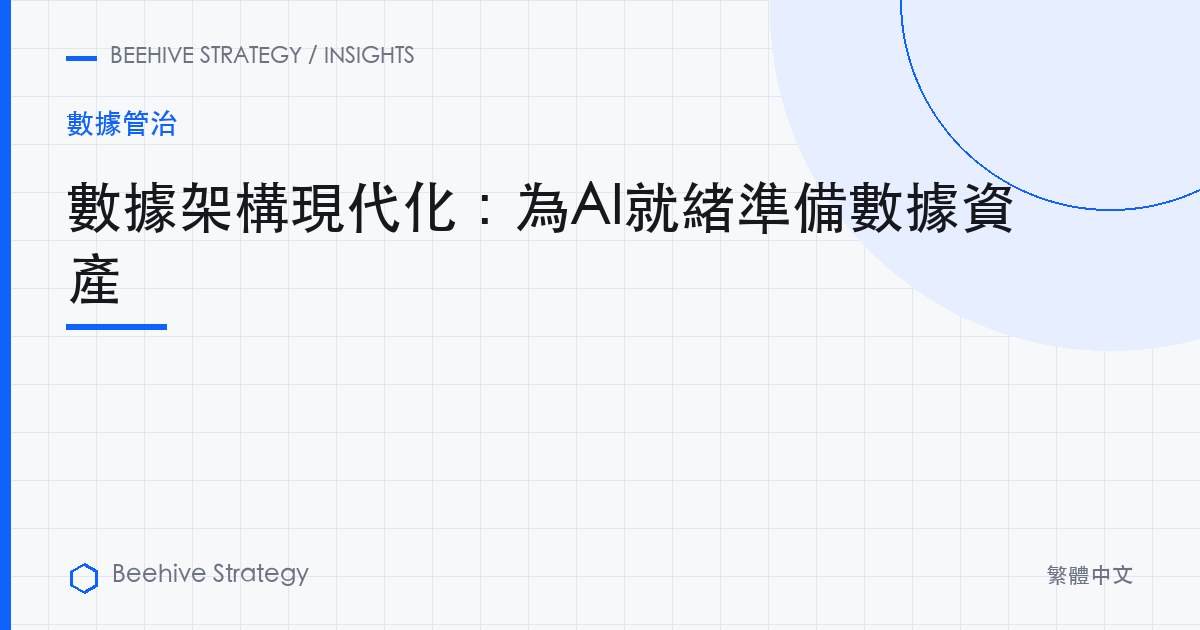 BEEHIVE STRATEGY / INSIGHTS
數據管治
數據架構現代化：為AI就緒準備數據資
產
Beehive Strategy
繁體中文